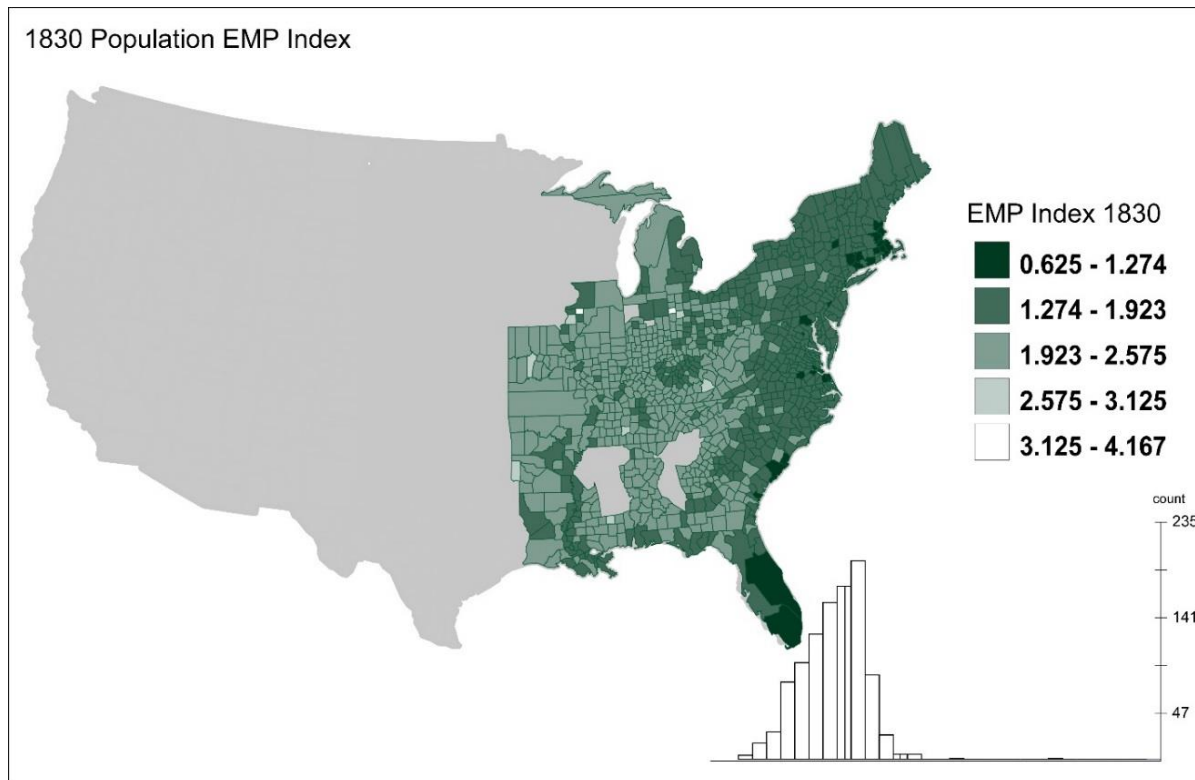 1830 Population EMP Index
EMP Index 1830
0.625 - 1.274
1.274 - 1.923
1.923 - 2.575
2.575 - 3.125
3.125 - 4.167
count
235
141
47